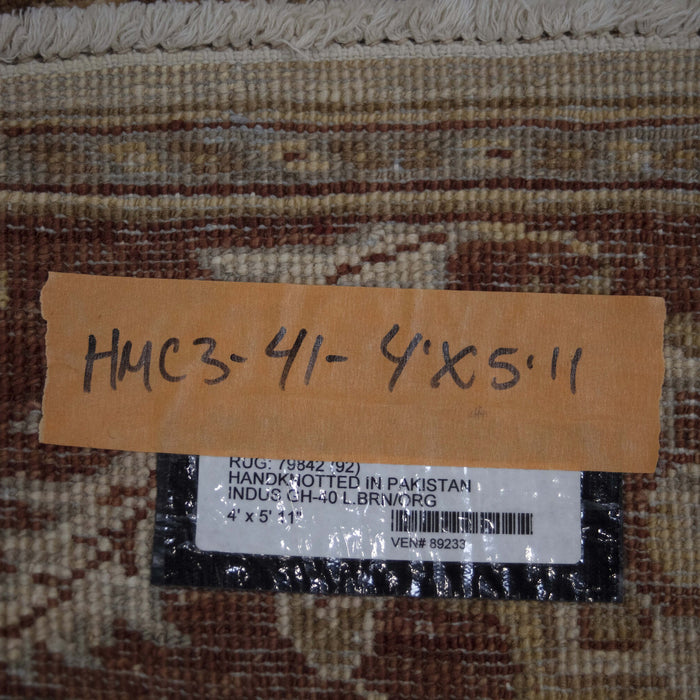 HMC3-41-4'X5'11
RUG: 79842 (92)
HANDKNOTTED IN PAKISTAN
INDUS GH-40 L.BRN/ORG
4' x 5' 11"
VEN# 89233